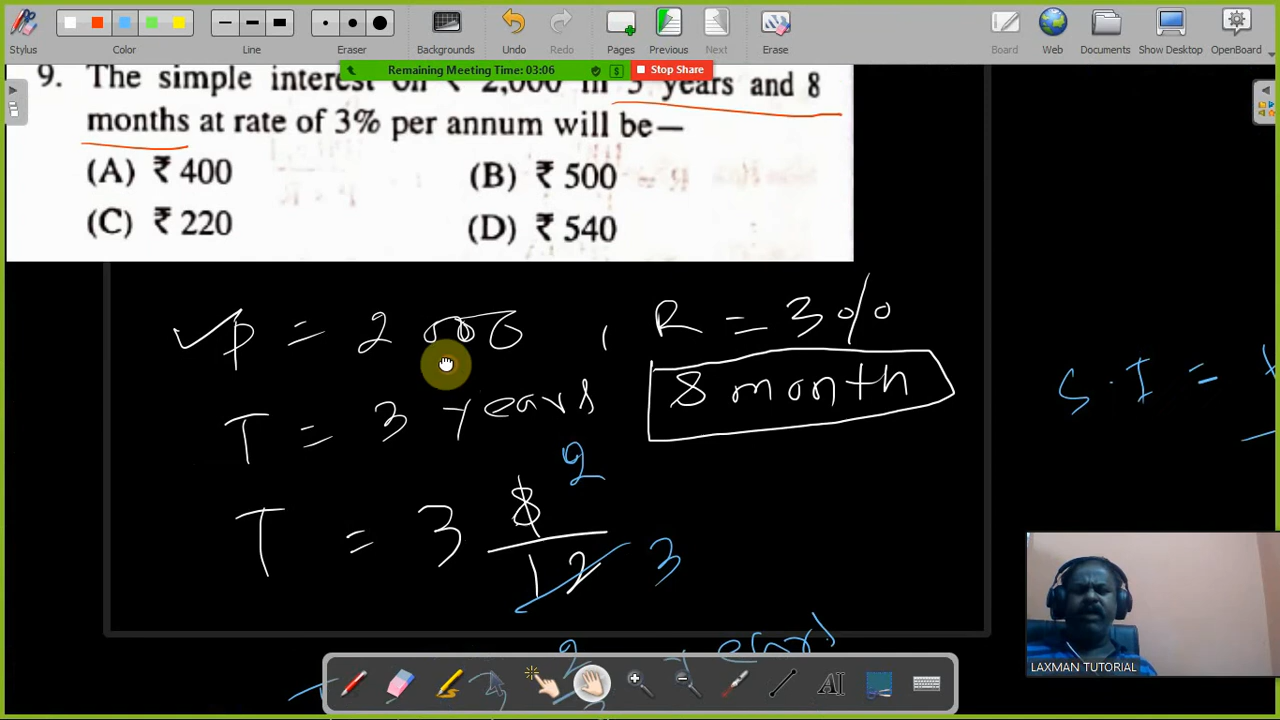 Stylus Color Line Eraser Backgrounds Undo Redo Pages Previous Next Erase Board Web Documents Show Desktop OpenBoard
Remaining Meeting Time: 03:06 Stop Share
9. The simple interest on ₹ 2,000 in 3 years and 8
months at rate of 3% per annum will be—
(A) ₹ 400 (B) ₹ 500
(C) ₹ 220 (D) ₹ 540
P = 2000 , R = 3%
T = 3 years 8 month
S.I =
2
T = 3 8/12
3
2 years
LAXMAN TUTORIAL